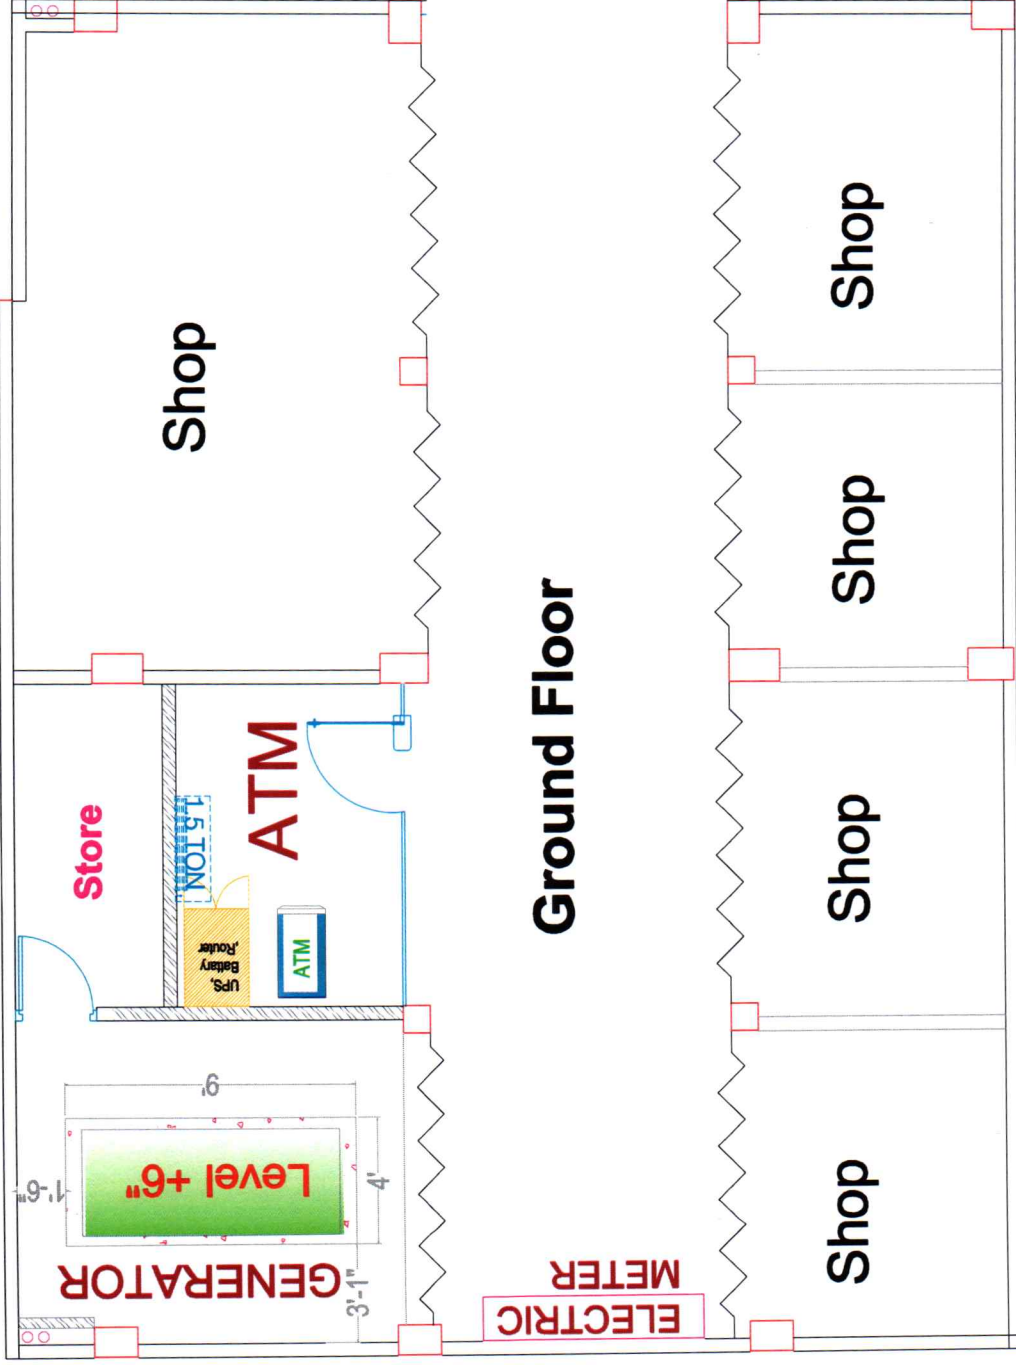 Shop
Shop
Shop
Store
ATM
1.5 TON
UPS,
Battary
,Router
ATM
Ground Floor
Shop
9'
Level +6"
1'-6"
4'
GENERATOR
3'-1"
ELECTRIC
METER
Shop